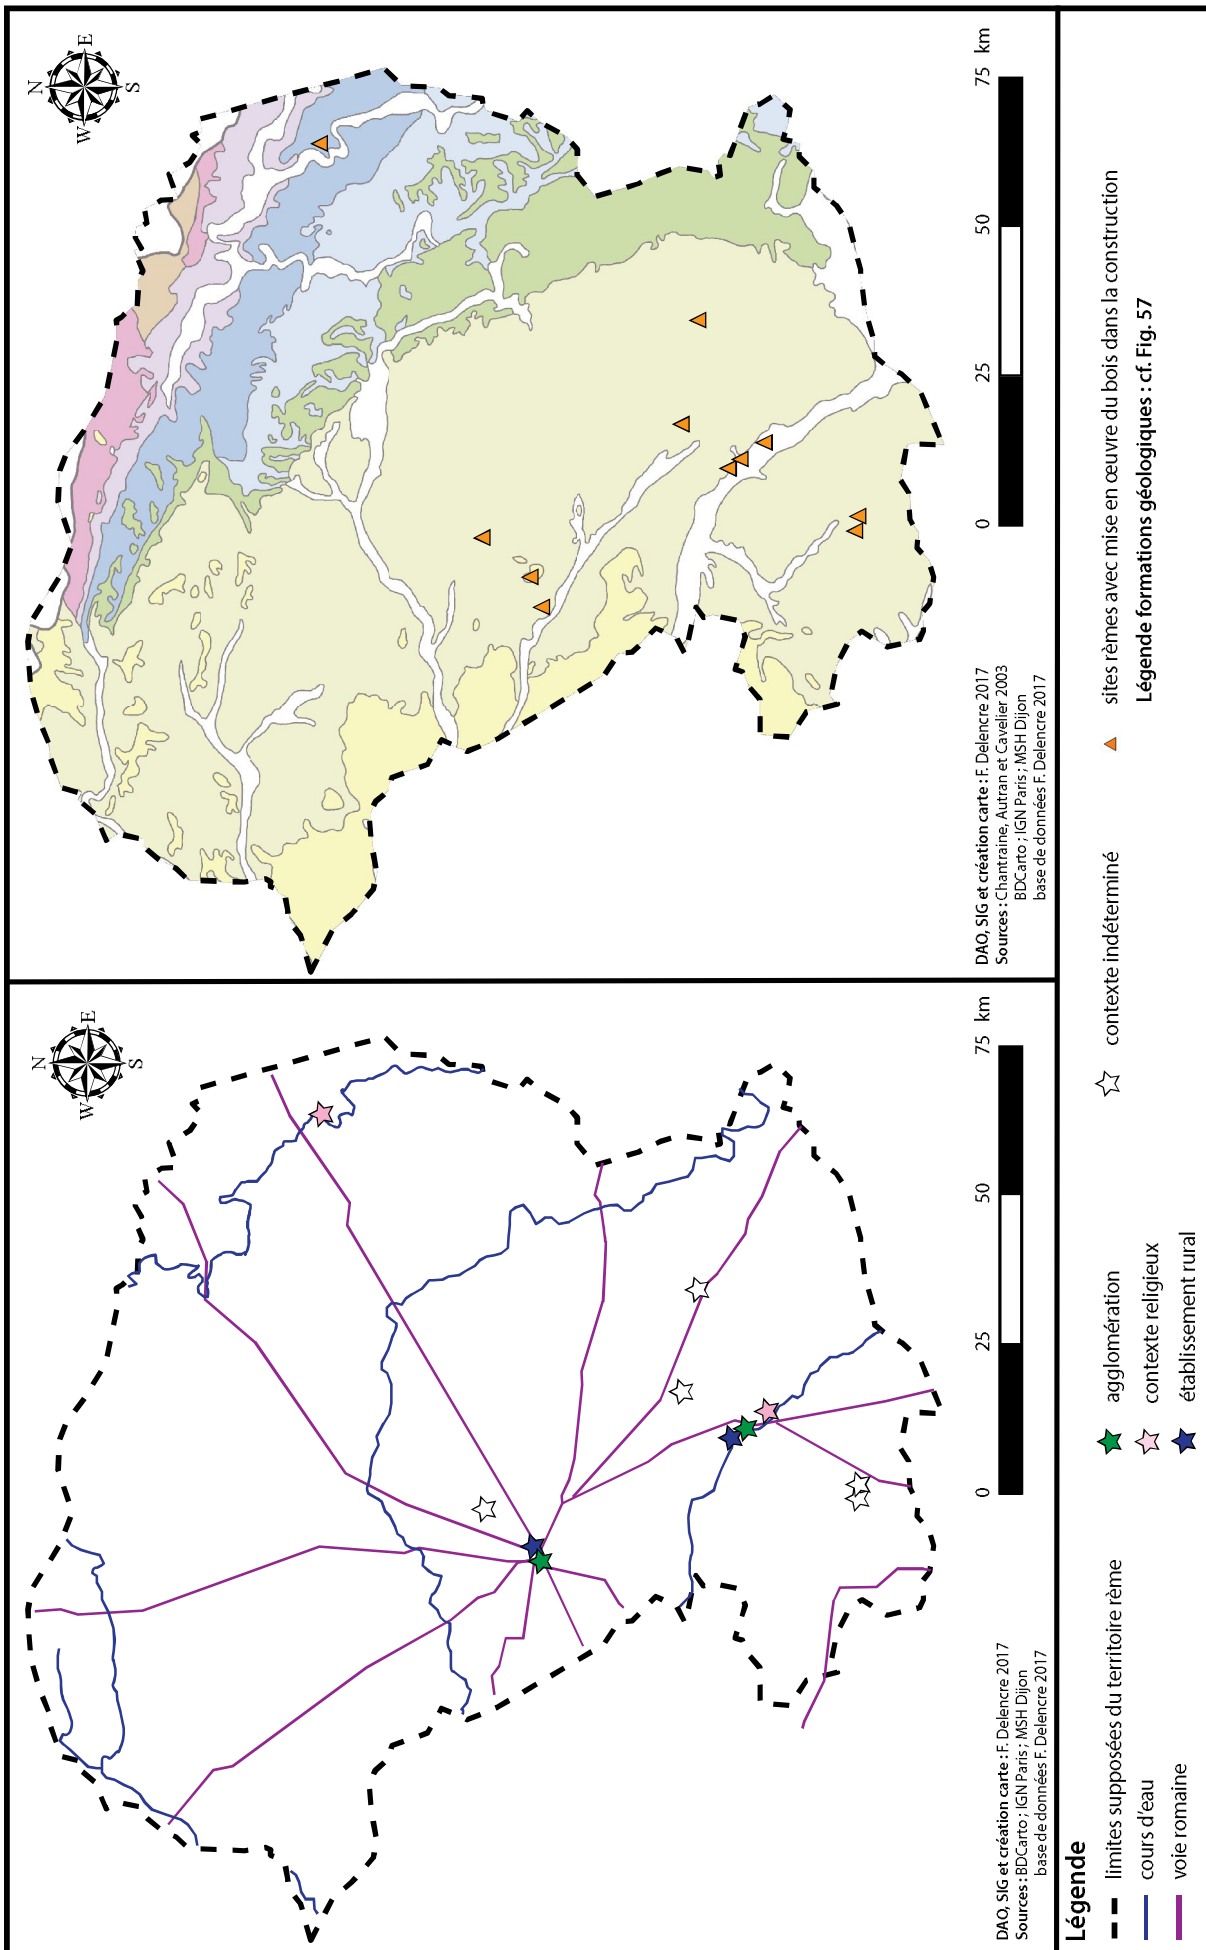 N
E
S
W
0
25
50
75
km
DAO, SIG et création carte : F. Delencre 2017
Sources : BDCarto ; IGN Paris ; MSH Dijon
base de données F. Delencre 2017
N
E
S
W
0
25
50
75
km
DAO, SIG et création carte : F. Delencre 2017
Sources : Chantraine, Autran et Cavelier 2003
BDCarto ; IGN Paris ; MSH Dijon
base de données F. Delencre 2017
Légende
limites supposées du territoire rème
cours d'eau
voie romaine
agglomération
contexte religieux
établissement rural
contexte indéterminé
sites rèmes avec mise en œuvre du bois dans la construction
Légende formations géologiques : cf. Fig. 57